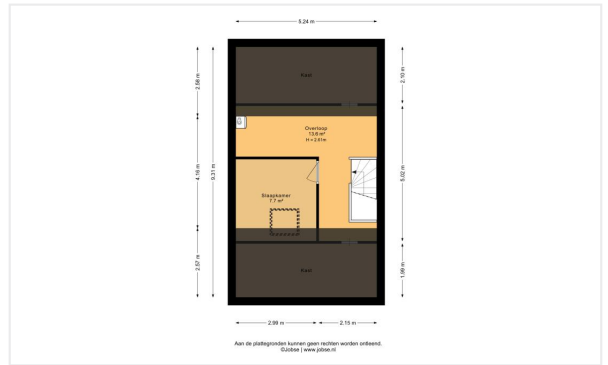 5.24 m
2.58 m
4.16 m
2.57 m
9.31 m
2.10 m
5.02 m
1.99 m
Kast
Overloop
13.6 m²
H = 2.61m
Slaapkamer
7.7 m²
Kast
2.99 m
2.15 m
Aan de plattegronden kunnen geen rechten worden ontleend.
©Jobse | www.jobse.nl